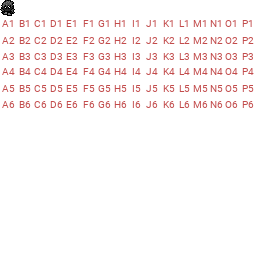 A1 B1 C1 D1 E1 F1 G1 H1 I1 J1 K1 L1 M1 N1 O1 P1
A2 B2 C2 D2 E2 F2 G2 H2 I2 J2 K2 L2 M2 N2 O2 P2
A3 B3 C3 D3 E3 F3 G3 H3 I3 J3 K3 L3 M3 N3 O3 P3
A4 B4 C4 D4 E4 F4 G4 H4 I4 J4 K4 L4 M4 N4 O4 P4
A5 B5 C5 D5 E5 F5 G5 H5 I5 J5 K5 L5 M5 N5 O5 P5
A6 B6 C6 D6 E6 F6 G6 H6 I6 J6 K6 L6 M6 N6 O6 P6